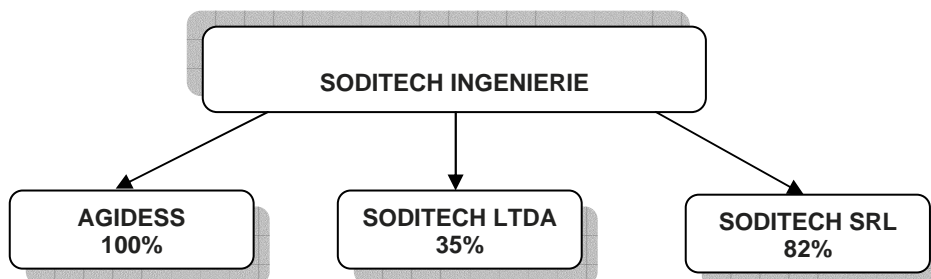 SODITECH INGENIERIE
AGIDESS
100%
SODITECH LTDA
35%
SODITECH SRL
82%